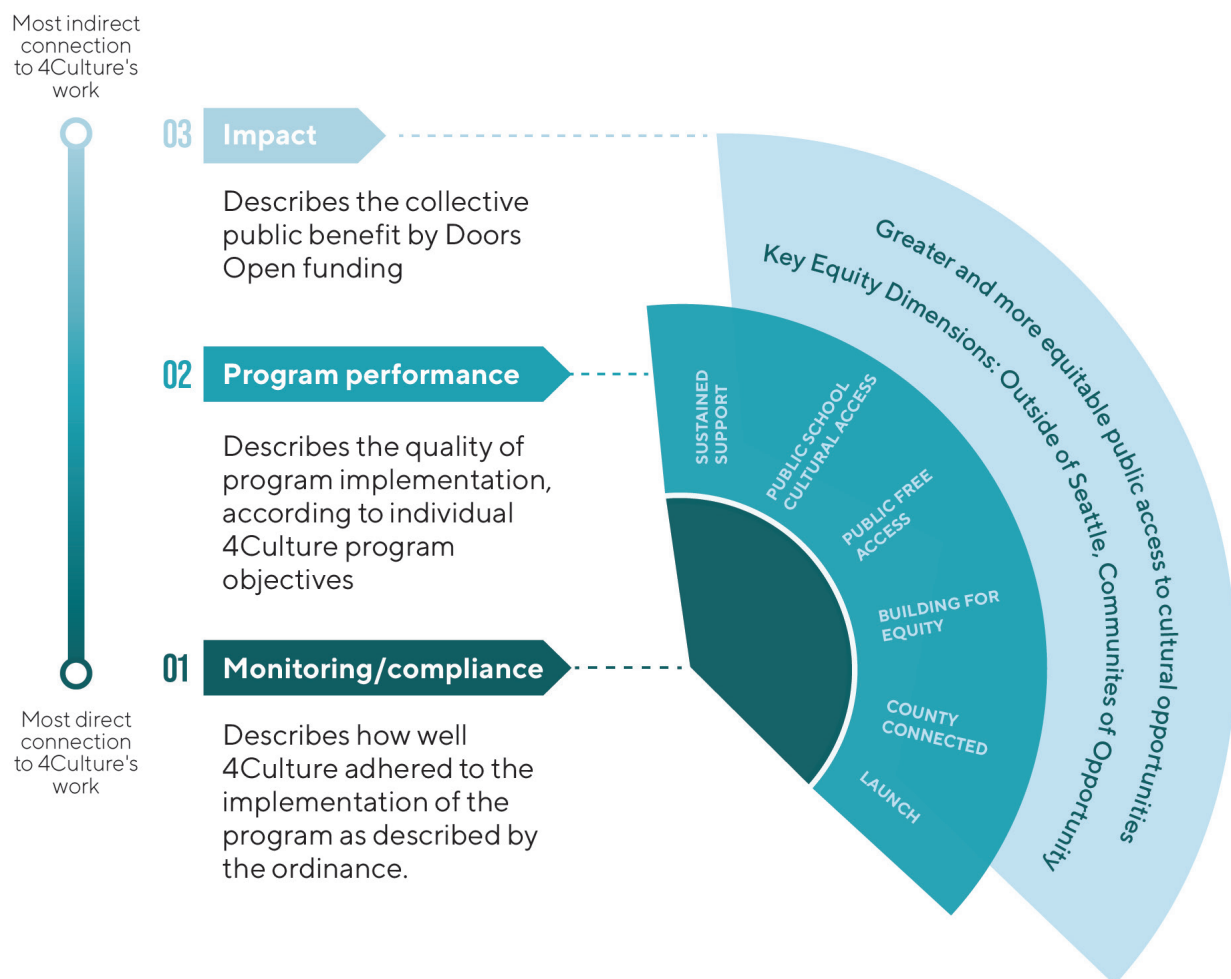 Most indirect
connection
to 4Culture's
work
03 Impact
Describes the collective
public benefit by Doors
Open funding
02 Program performance
Describes the quality of
program implementation,
according to individual
4Culture program
objectives
01 Monitoring/compliance
Describes how well
4Culture adhered to the
implementation of the
program as described by
the ordinance.
Most direct
connection
to 4Culture's
work
Greater and more equitable public access to cultural opportunities
Key Equity Dimensions: Outside of Seattle, Communites of Opportunity
SUSTAINED
SUPPORT
PUBLIC SCHOOL
CULTURAL ACCESS
PUBLIC FREE
ACCESS
BUILDING FOR
EQUITY
COUNTY
CONNECTED
LAUNCH